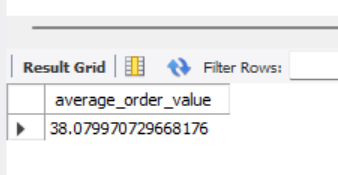 Result Grid Filter Rows:
average_order_value
38.079970729668176